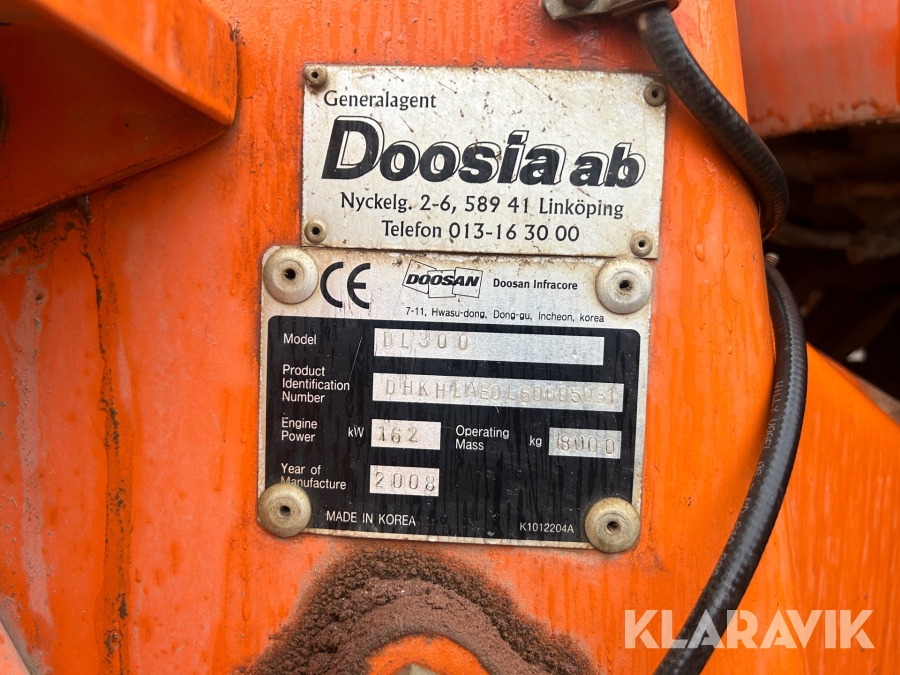 Generalagent
Doosia ab
Nyckelg. 2-6, 589 41 Linköping
Telefon 013-16 30 00
CE DOOSAN Doosan Infracore
7-11, Hwasu-dong, Dong-gu, Incheon, Korea
Model DL300
Product
Identification
Number
Engine
Power kW 162 Operating
Mass kg 18000
Year of
Manufacture 2008
MADE IN KOREA K1012204A
KLARAVIK